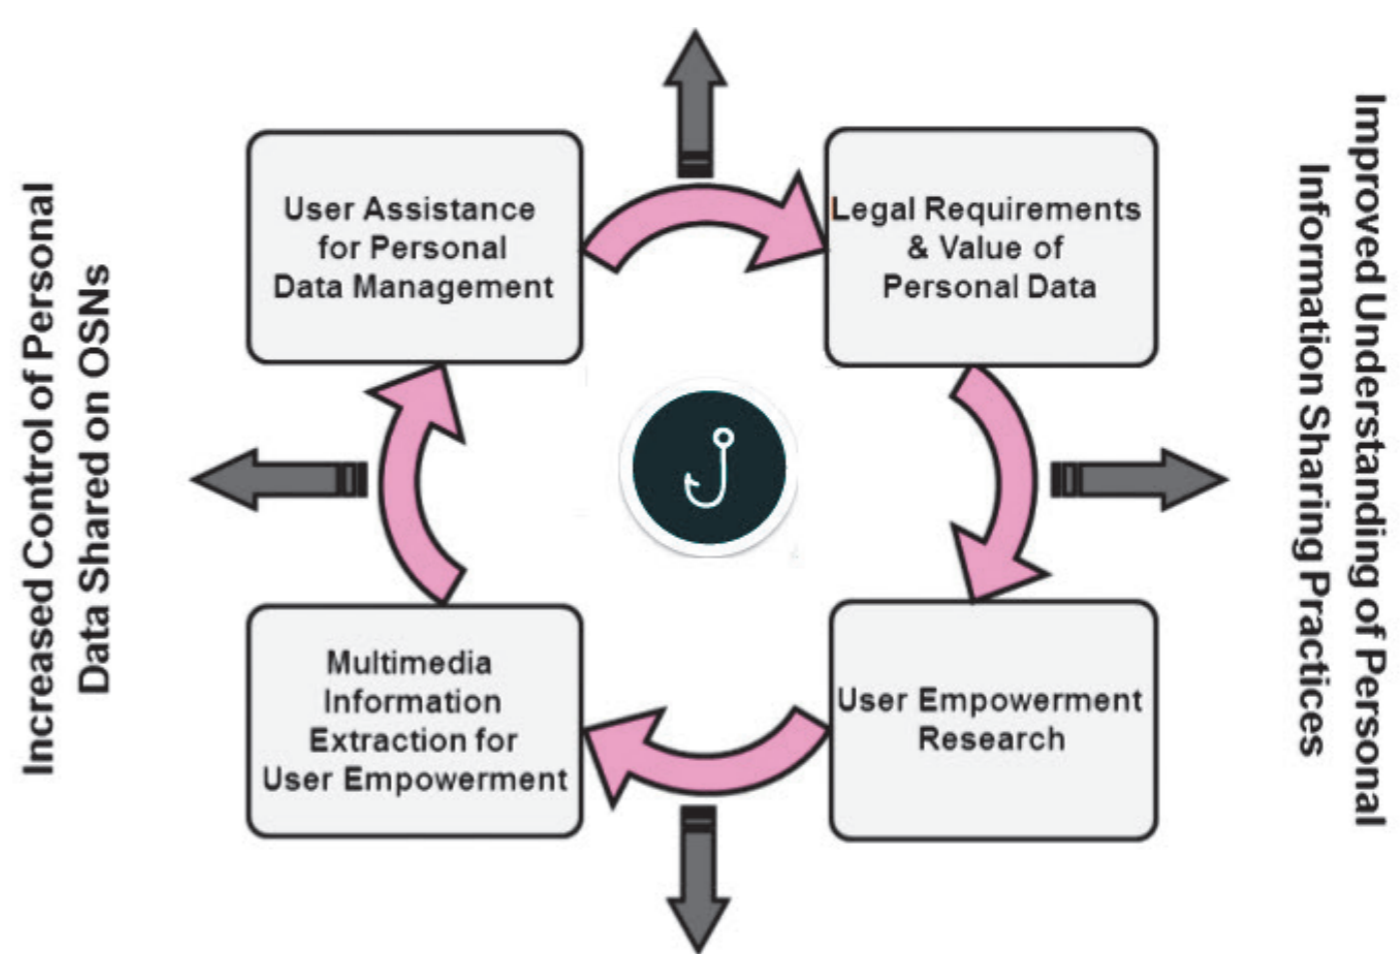 Increased Control of Personal
Data Shared on OSNs
User Assistance
for Personal
Data Management
Legal Requirements
& Value of
Personal Data
Multimedia
Information
Extraction for
User Empowerment
User Empowerment
Research
Improved Understanding of Personal
Information Sharing Practices